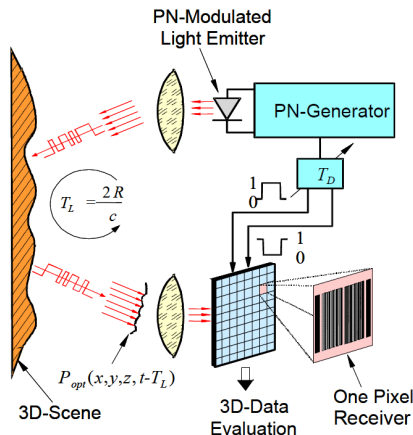 PN-Modulated
Light Emitter
PN-Generator
T_D
1
0
T_L = 2R/c
1
0
P_opt(x,y,z,t-T_L)
3D-Scene
3D-Data
Evaluation
One Pixel
Receiver